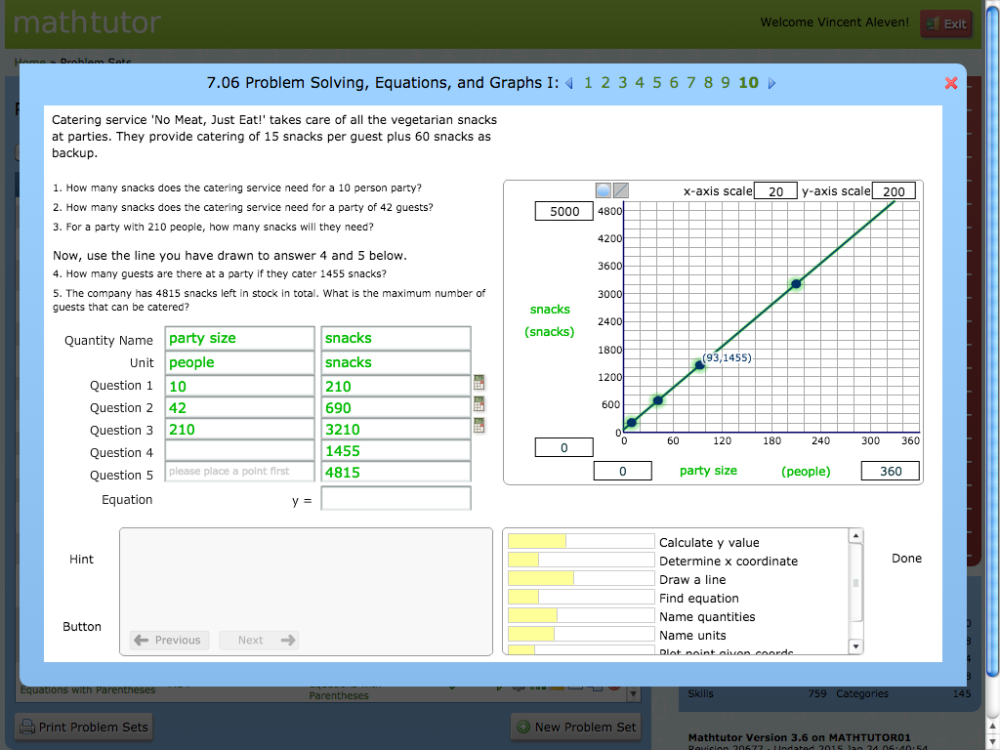 mathtutor
Welcome Vincent Aleven!
Exit
Home » Problem Sets
7.06 Problem Solving, Equations, and Graphs I: 1 2 3 4 5 6 7 8 9 10
Catering service 'No Meat, Just Eat!' takes care of all the vegetarian snacks
at parties. They provide catering of 15 snacks per guest plus 60 snacks as
backup.
1. How many snacks does the catering service need for a 10 person party?
2. How many snacks does the catering service need for a party of 42 guests?
3. For a party with 210 people, how many snacks will they need?
Now, use the line you have drawn to answer 4 and 5 below.
4. How many guests are there at a party if they cater 1455 snacks?
5. The company has 4815 snacks left in stock in total. What is the maximum number of
guests that can be catered?
Quantity Name party size snacks
Unit people snacks
Question 1 10 210
Question 2 42 690
Question 3 210 3210
Question 4 1455
Question 5 please place a point first 4815
Equation y =
x-axis scale 20 y-axis scale 200
5000 4800
4200
3600
3000
snacks
(snacks)
2400
1800
(93,1455)
1200
600
0
0
0 60 120 180 240 300 360
0 party size (people) 360
Hint
Button
Previous Next
Calculate y value
Determine x coordinate
Draw a line
Find equation
Name quantities
Name units
Plot point given coords
Done
Equations with Parentheses
Equations with
Parentheses
Skills 759 Categories 145
Print Problem Sets
New Problem Set
Mathtutor Version 3.6 on MATHTUTOR01
Revision 20677 - Updated 2015 Jan 24 06:40:54